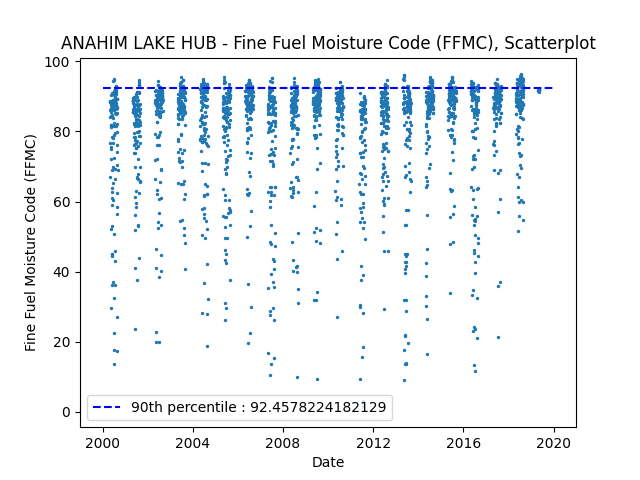 ANAHIM LAKE HUB - Fine Fuel Moisture Code (FFMC), Scatterplot
100
80
60
40
20
0
Fine Fuel Moisture Code (FFMC)
90th percentile : 92.4578224182129
2000 2004 2008 2012 2016 2020
Date